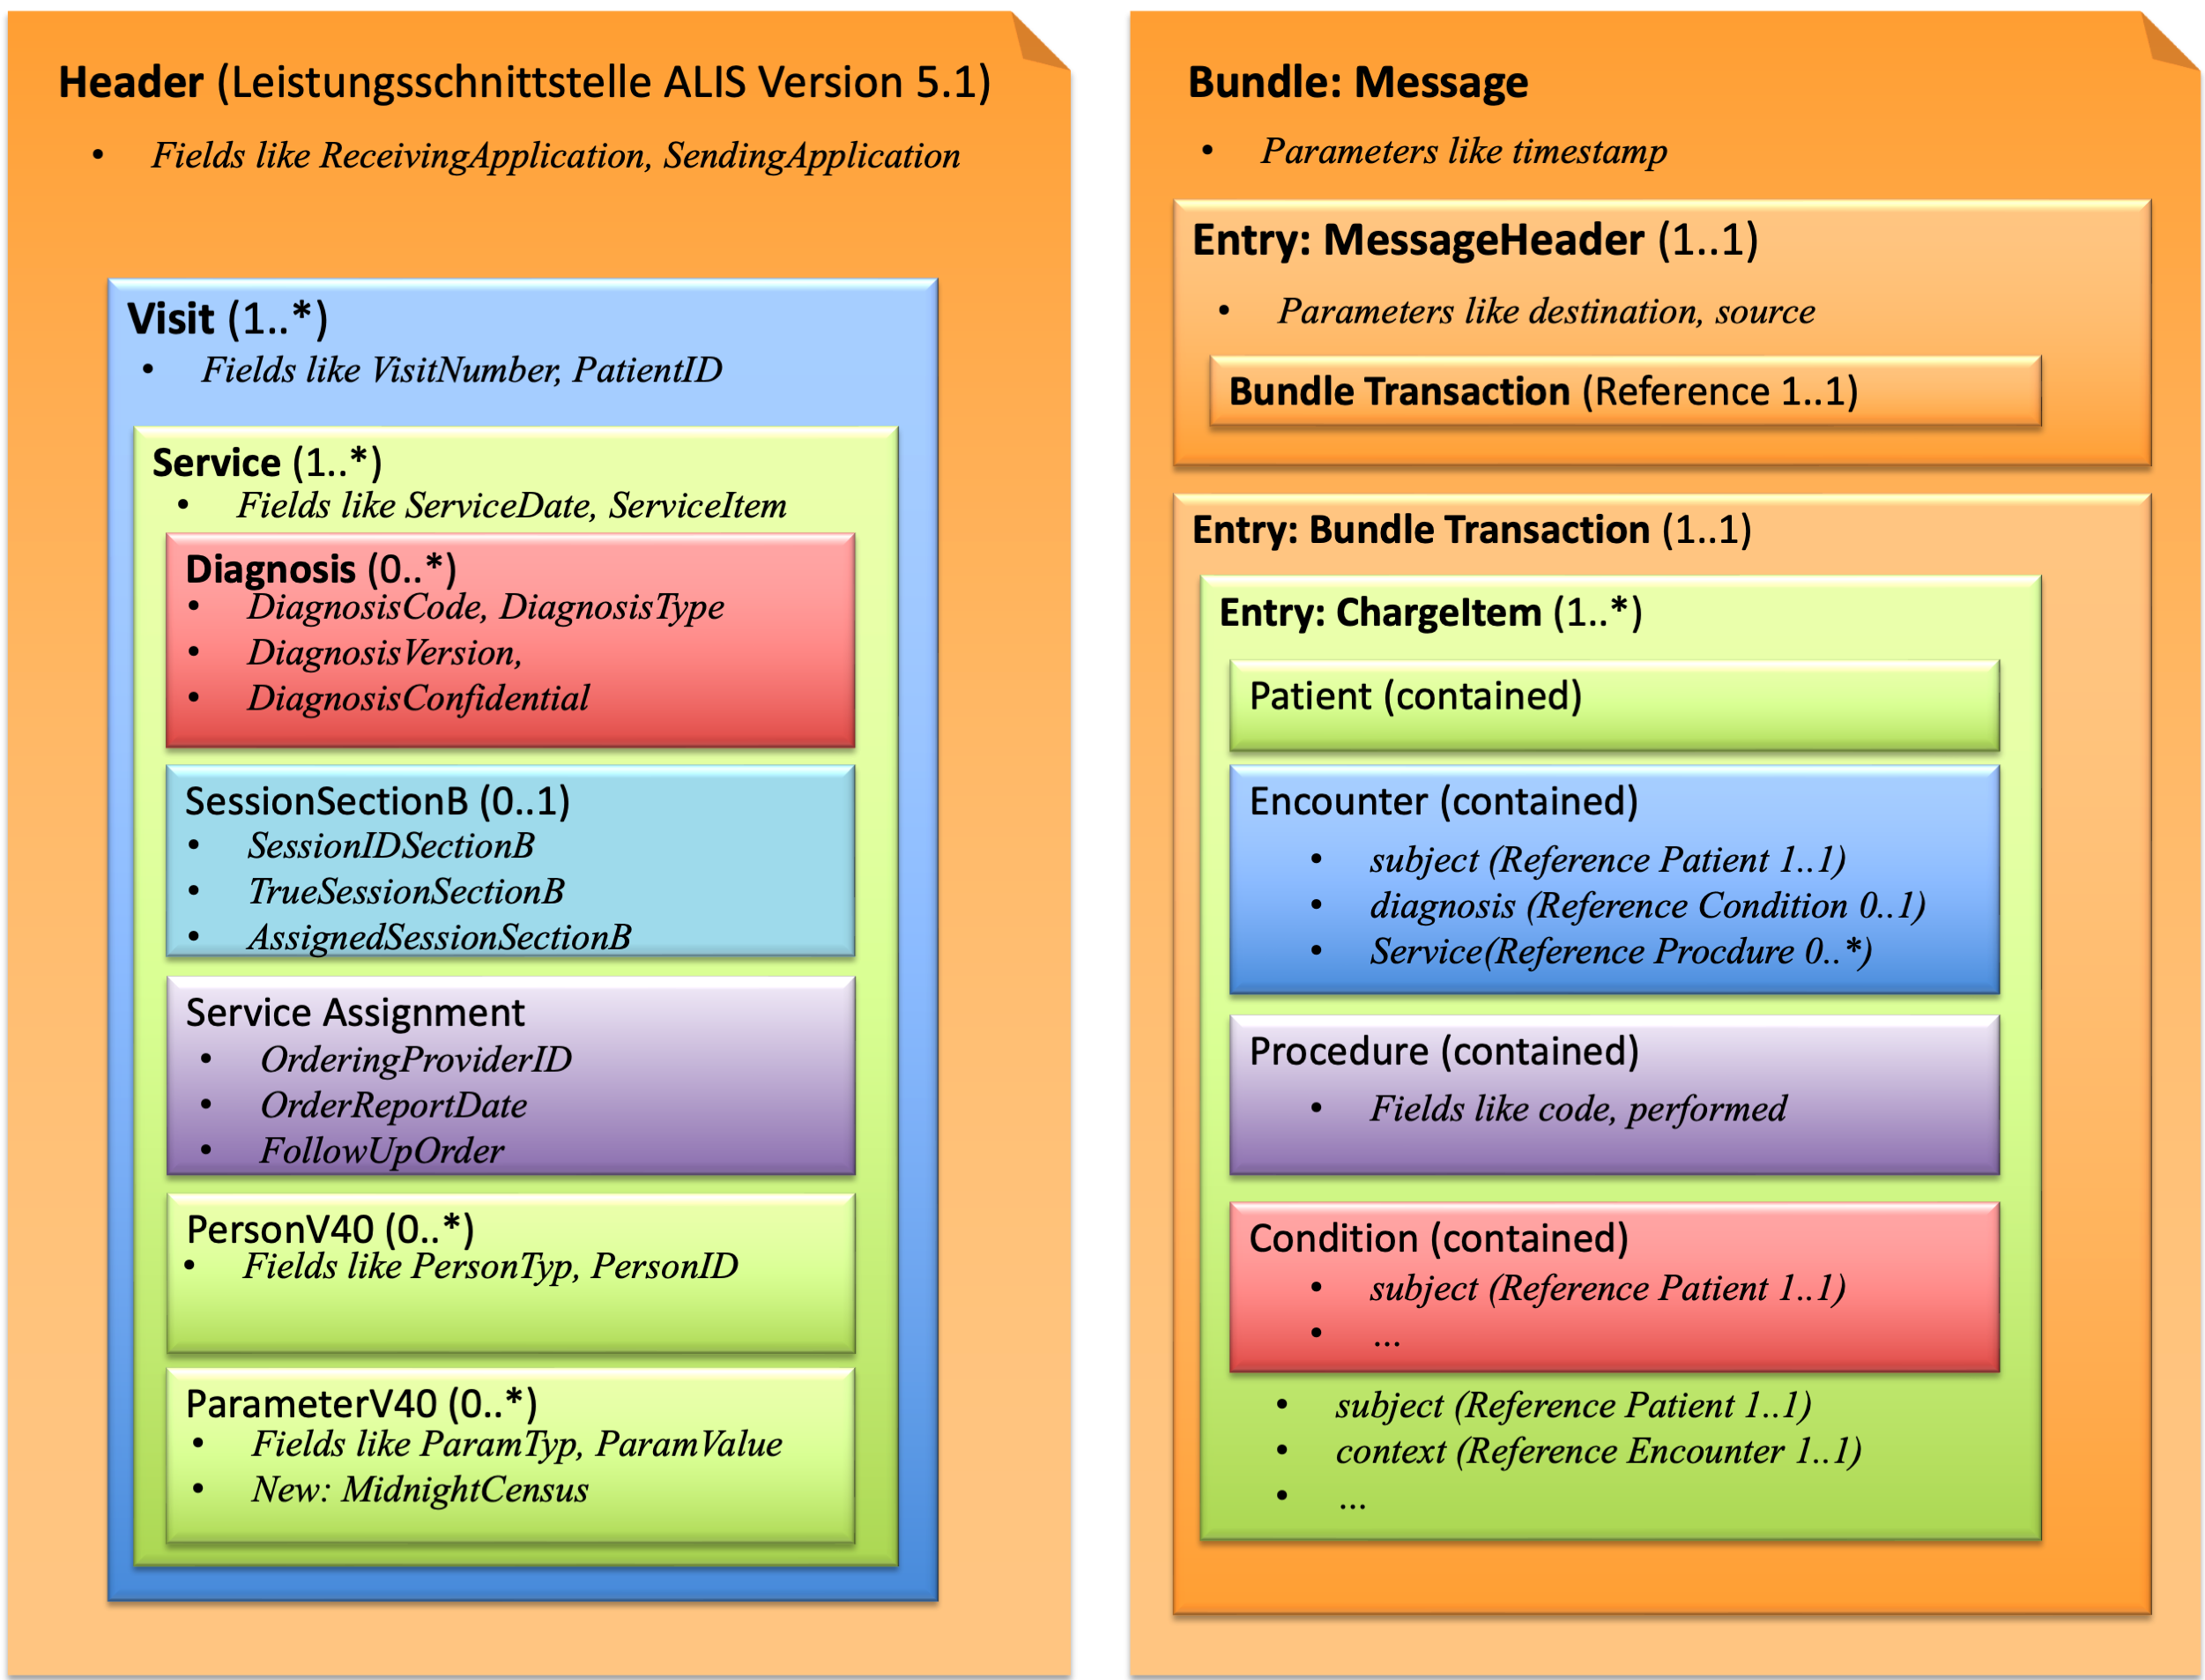 Header (Leistungsschnittstelle ALIS Version 5.1)
• Fields like ReceivingApplication, SendingApplication
Visit (1..*)
• Fields like VisitNumber, PatientID
Service (1..*)
• Fields like ServiceDate, ServiceItem
Diagnosis (0..*)
• DiagnosisCode, DiagnosisType
• DiagnosisVersion,
• DiagnosisConfidential
SessionSectionB (0..1)
• SessionIDSectionB
• TrueSessionSectionB
• AssignedSessionSectionB
Service Assignment
• OrderingProviderID
• OrderReportDate
• FollowUpOrder
PersonV40 (0..*)
• Fields like PersonTyp, PersonID
ParameterV40 (0..*)
• Fields like ParamTyp, ParamValue
• New: MidnightCensus
Bundle: Message
• Parameters like timestamp
Entry: MessageHeader (1..1)
• Parameters like destination, source
Bundle Transaction (Reference 1..1)
Entry: Bundle Transaction (1..1)
Entry: ChargeItem (1..*)
Patient (contained)
Encounter (contained)
• subject (Reference Patient 1..1)
• diagnosis (Reference Condition 0..1)
• Service(Reference Procdure 0..*)
Procedure (contained)
• Fields like code, performed
Condition (contained)
• subject (Reference Patient 1..1)
• ...
• subject (Reference Patient 1..1)
• context (Reference Encounter 1..1)
• ...